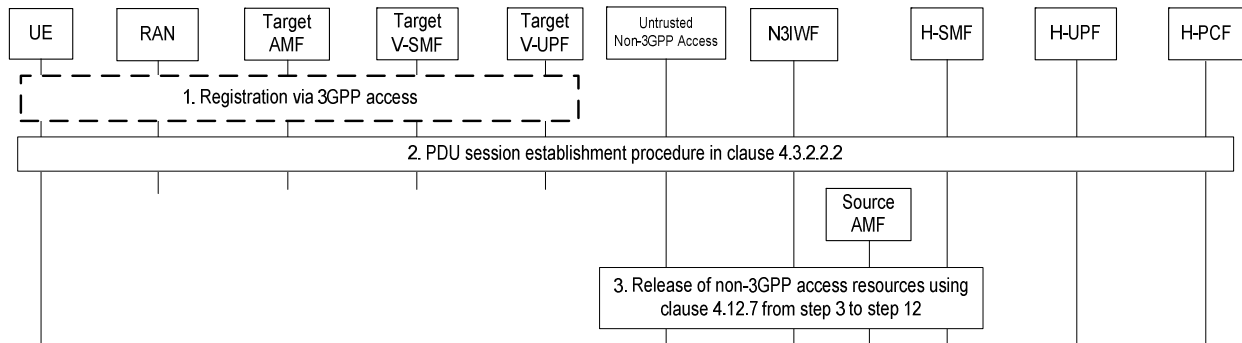 UE
RAN
Target
AMF
Target
V-SMF
Target
V-UPF
Untrusted
Non-3GPP Access
N3IWF
H-SMF
H-UPF
H-PCF
1. Registration via 3GPP access
2. PDU session establishment procedure in clause 4.3.2.2.2
Source
AMF
3. Release of non-3GPP access resources using
clause 4.12.7 from step 3 to step 12